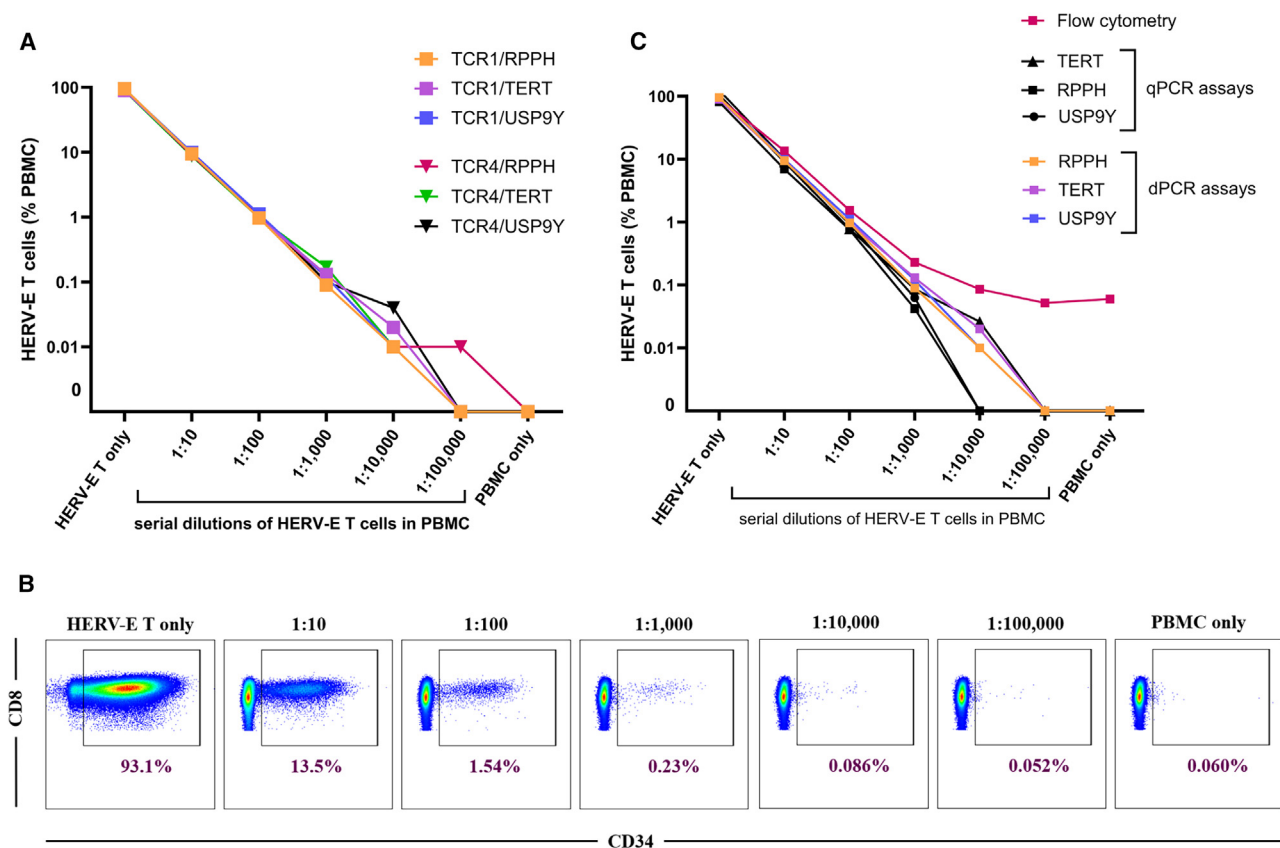 A
TCR1/RPPH
TCR1/TERT
TCR1/USP9Y
TCR4/RPPH
TCR4/TERT
TCR4/USP9Y
HERV-E T cells (% PBMC)
100
10
1
0.1
0.01
0
HERV-E T only
1:10
1:100
1:1,000
1:10,000
1:100,000
PBMC only
serial dilutions of HERV-E T cells in PBMC
C
Flow cytometry
TERT
RPPH
USP9Y
qPCR assays
RPPH
TERT
USP9Y
dPCR assays
HERV-E T cells (% PBMC)
100
10
1
0.1
0.01
0
HERV-E T only
1:10
1:100
1:1,000
1:10,000
1:100,000
PBMC only
serial dilutions of HERV-E T cells in PBMC
B
HERV-E T only 1:10 1:100 1:1,000 1:10,000 1:100,000 PBMC only
CD8
93.1% 13.5% 1.54% 0.23% 0.086% 0.052% 0.060%
CD34